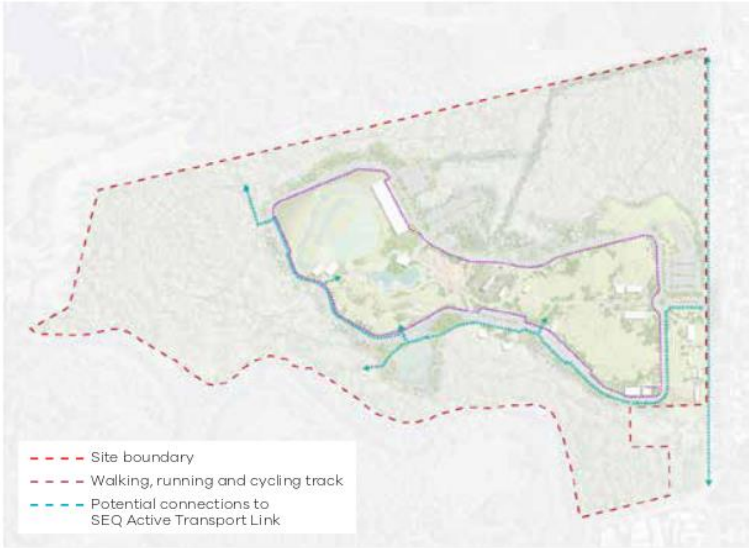 Site boundary
Walking, running and cycling track
Potential connections to
SEQ Active Transport Link